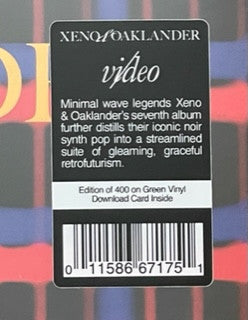 XENO & OAKLANDER
vi/deo
Minimal wave legends Xeno
& Oaklander's seventh album
further distills their iconic noir
synth pop into a streamlined
suite of gleaming, graceful
retrofuturism.
Edition of 400 on Green Vinyl
Download Card Inside
0 11586 67175 1